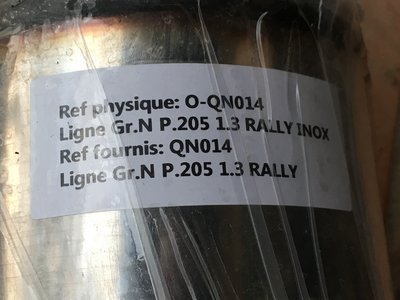 Ref physique: O-QN014
Ligne Gr.N P.205 1.3 RALLY INOX
Ref fournis: QN014
Ligne Gr.N P.205 1.3 RALLY